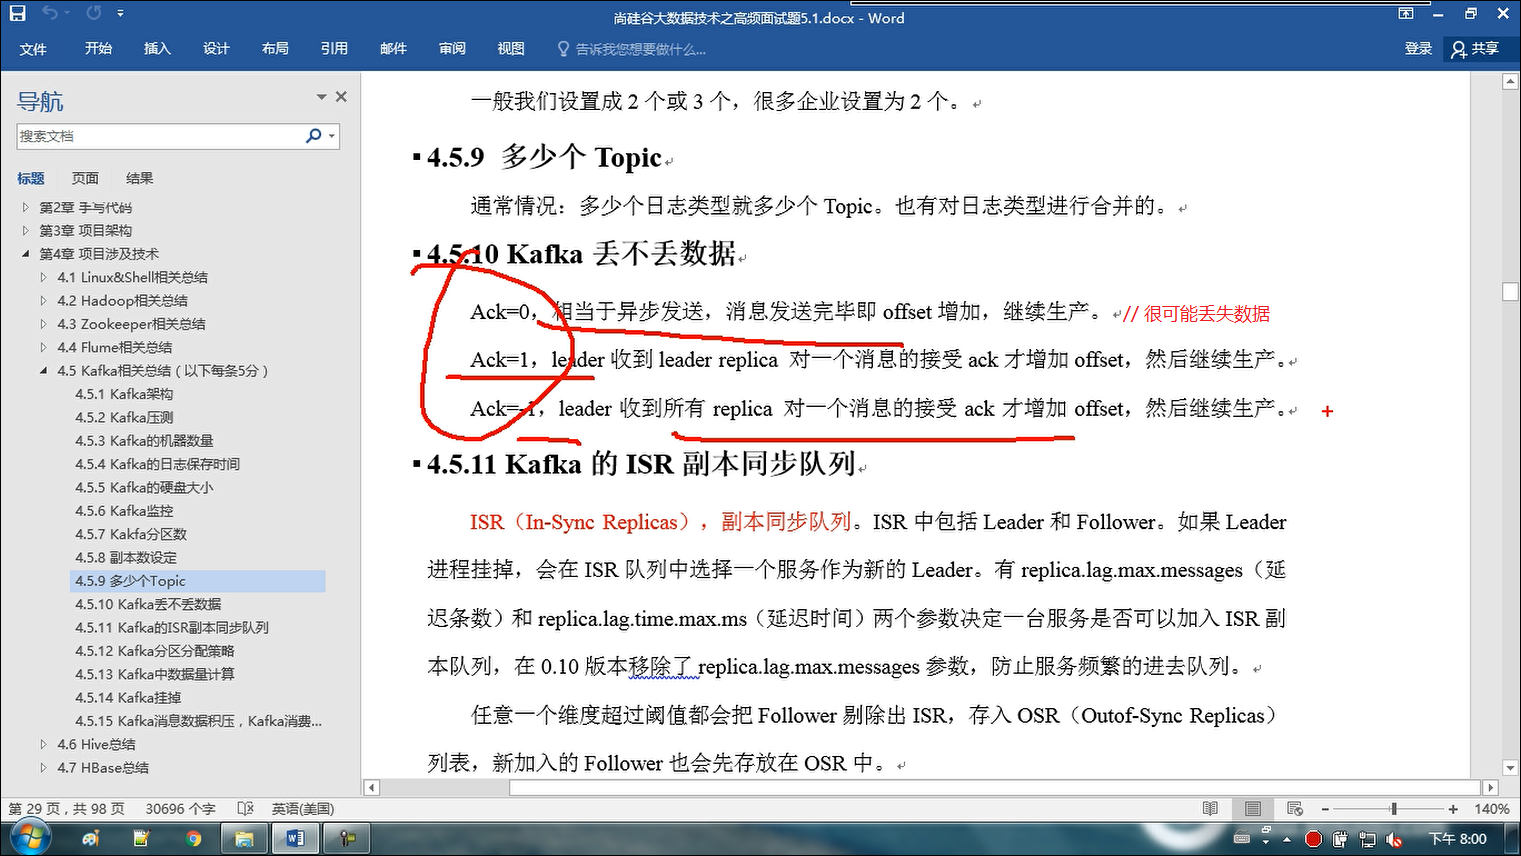 尚硅谷大数据技术之高频面试题5.1.docx - Word
文件 开始 插入 设计 布局 引用 邮件 审阅 视图 告诉我您想要做什么... 登录 共享
导航
搜索文档
标题 页面 结果
第2章 手写代码
第3章 项目架构
第4章 项目涉及技术
4.1 Linux&Shell相关总结
4.2 Hadoop相关总结
4.3 Zookeeper相关总结
4.4 Flume相关总结
4.5 Kafka相关总结（以下每条5分）
4.5.1 Kafka架构
4.5.2 Kafka压测
4.5.3 Kafka的机器数量
4.5.4 Kafka的日志保存时间
4.5.5 Kafka的硬盘大小
4.5.6 Kafka监控
4.5.7 Kakfa分区数
4.5.8 副本数设定
4.5.9 多少个Topic
4.5.10 Kafka丢不丢数据
4.5.11 Kafka的ISR副本同步队列
4.5.12 Kafka分区分配策略
4.5.13 Kafka中数据量计算
4.5.14 Kafka挂掉
4.5.15 Kafka消息数据积压，Kafka消费...
4.6 Hive总结
4.7 HBase总结
一般我们设置成 2 个或 3 个，很多企业设置为 2 个。
4.5.9 多少个 Topic
通常情况：多少个日志类型就多少个 Topic。也有对日志类型进行合并的。
4.5.10 Kafka 丢不丢数据
Ack=0，相当于异步发送，消息发送完毕即 offset 增加，继续生产。 // 很可能丢失数据
Ack=1，leader 收到 leader replica 对一个消息的接受 ack 才增加 offset，然后继续生产。
Ack=-1，leader 收到所有 replica 对一个消息的接受 ack 才增加 offset，然后继续生产。
4.5.11 Kafka 的 ISR 副本同步队列
ISR（In-Sync Replicas），副本同步队列。ISR 中包括 Leader 和 Follower。如果 Leader
进程挂掉，会在 ISR 队列中选择一个服务作为新的 Leader。有 replica.lag.max.messages（延
迟条数）和 replica.lag.time.max.ms（延迟时间）两个参数决定一台服务是否可以加入 ISR 副
本队列，在 0.10 版本移除了 replica.lag.max.messages 参数，防止服务频繁的进去队列。
任意一个维度超过阈值都会把 Follower 剔除出 ISR，存入 OSR（Outof-Sync Replicas）
列表，新加入的 Follower 也会先存放在 OSR 中。
第 29 页，共 98 页 30696 个字 英语(美国) 140%
下午 8:00